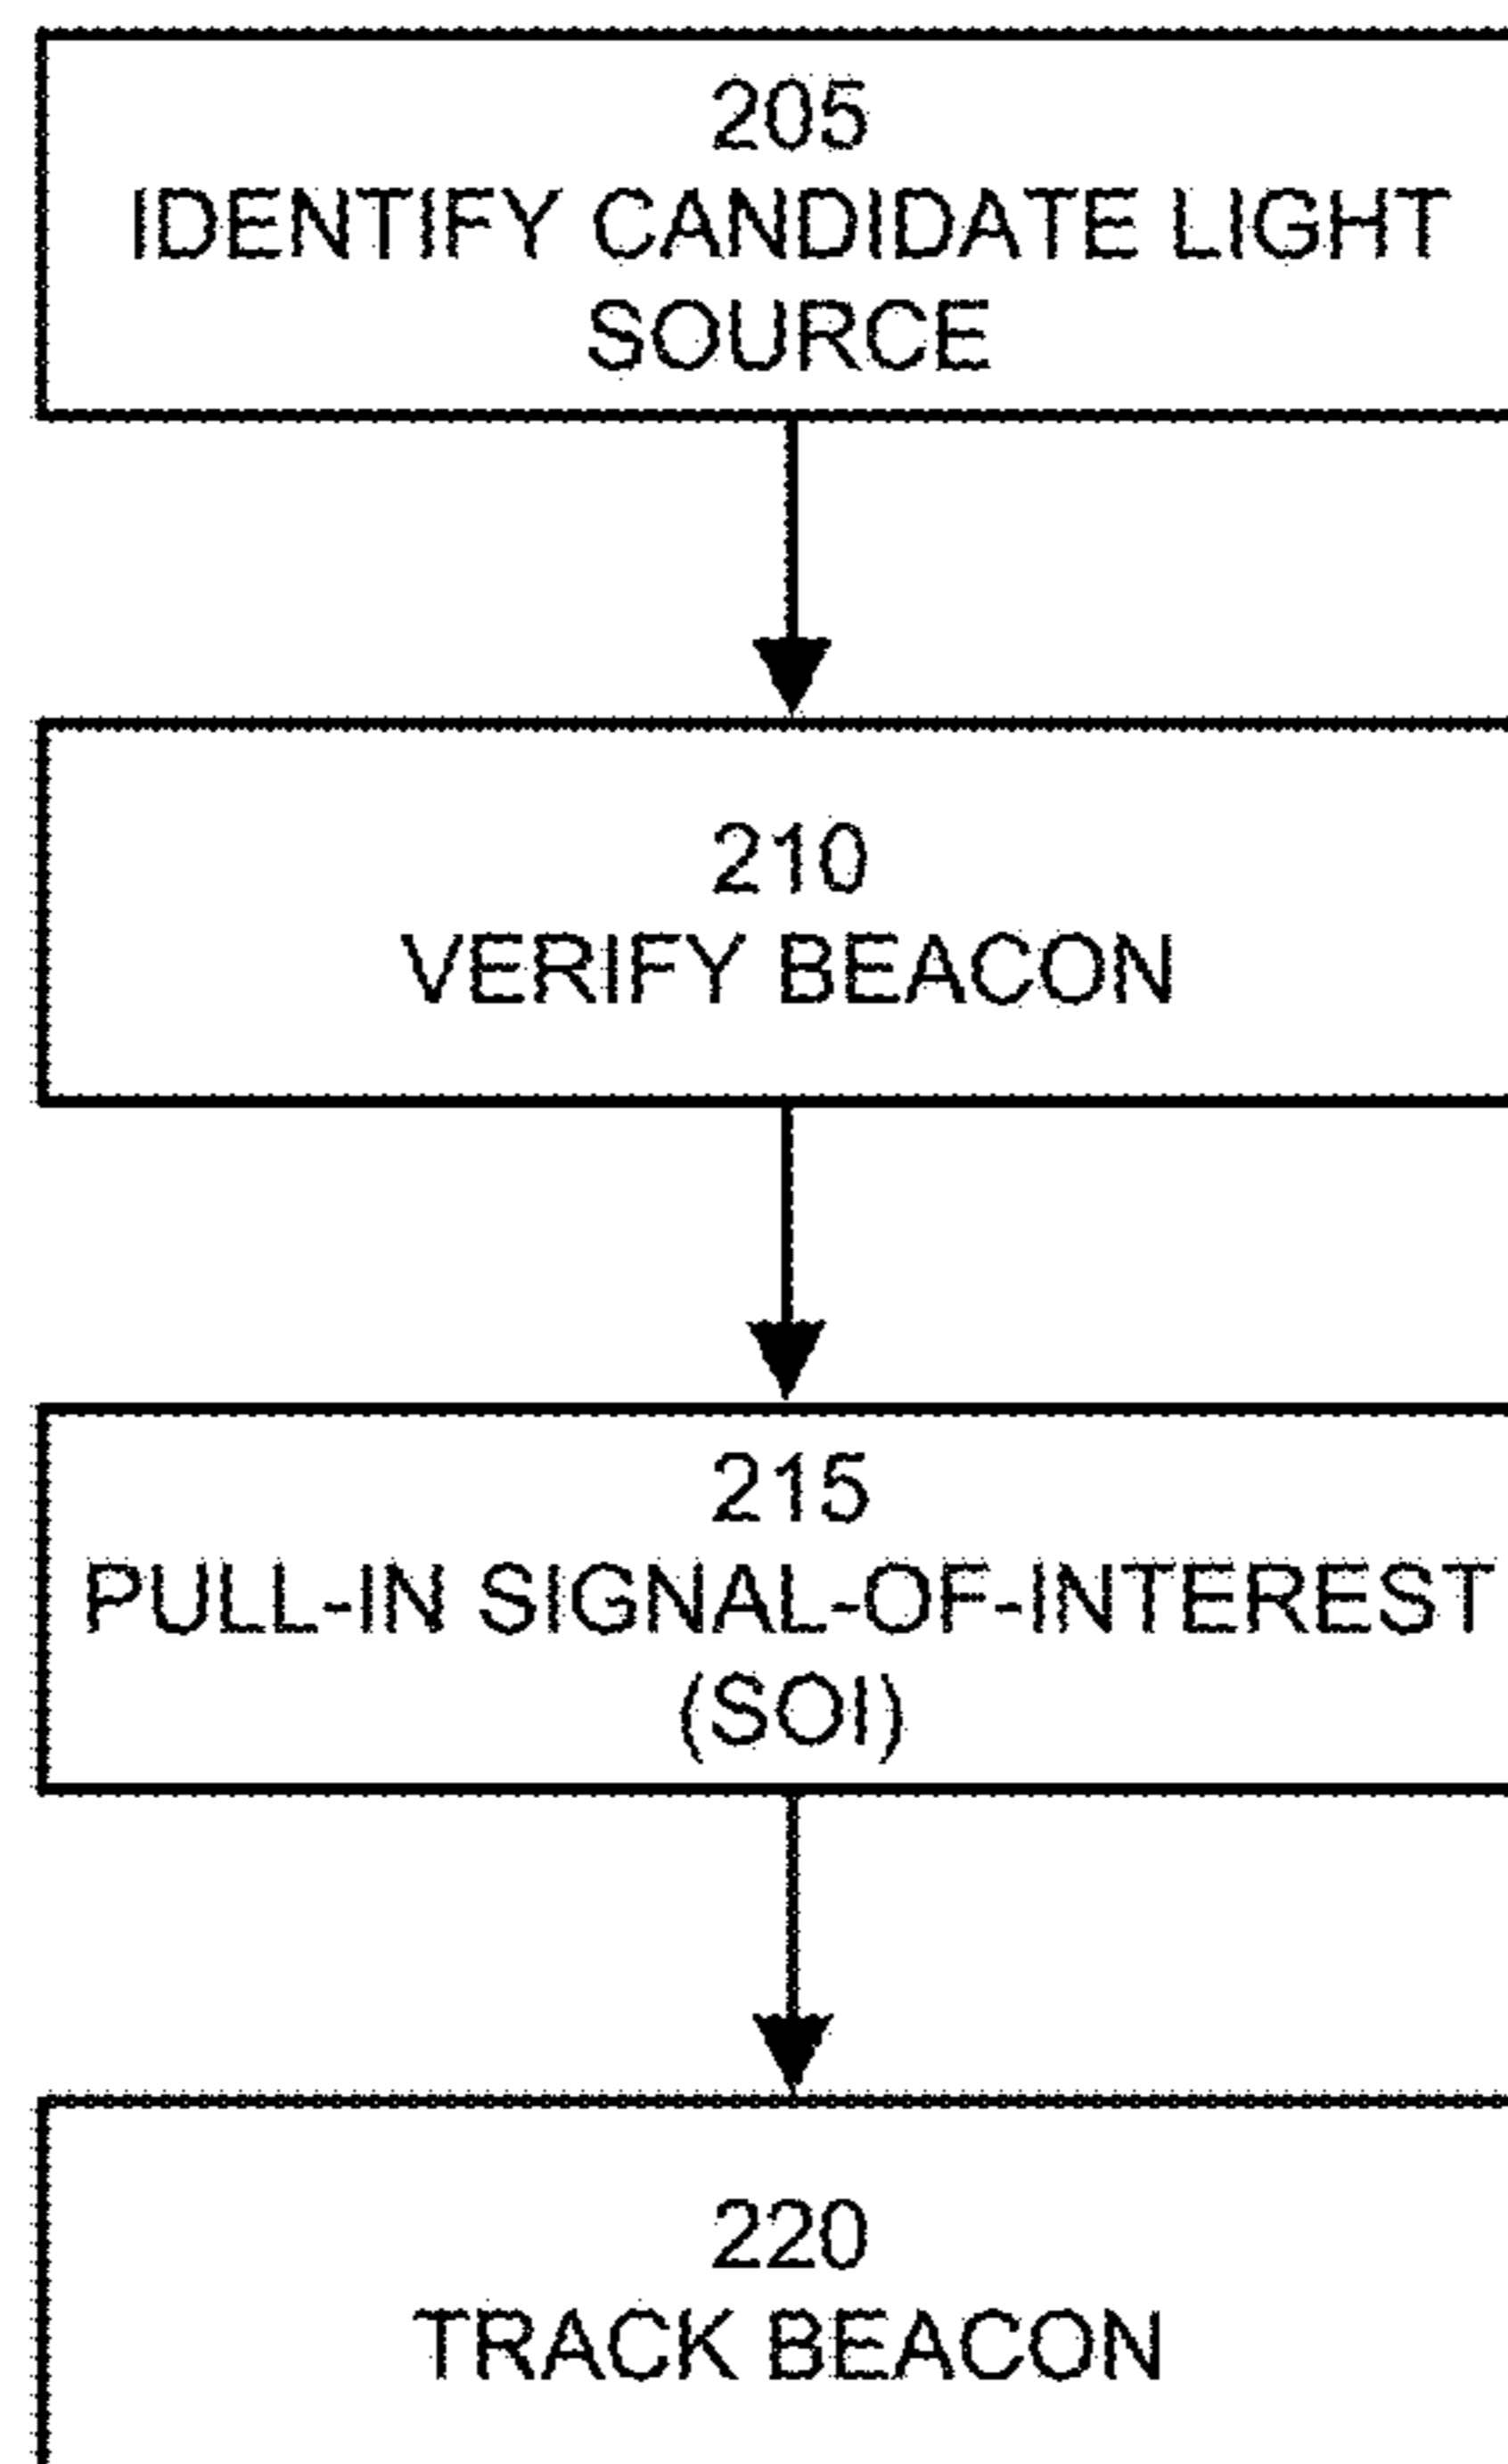 205
IDENTIFY CANDIDATE LIGHT
SOURCE
210
VERIFY BEACON
215
PULL-IN SIGNAL-OF-INTEREST
(SOI)
220
TRACK BEACON